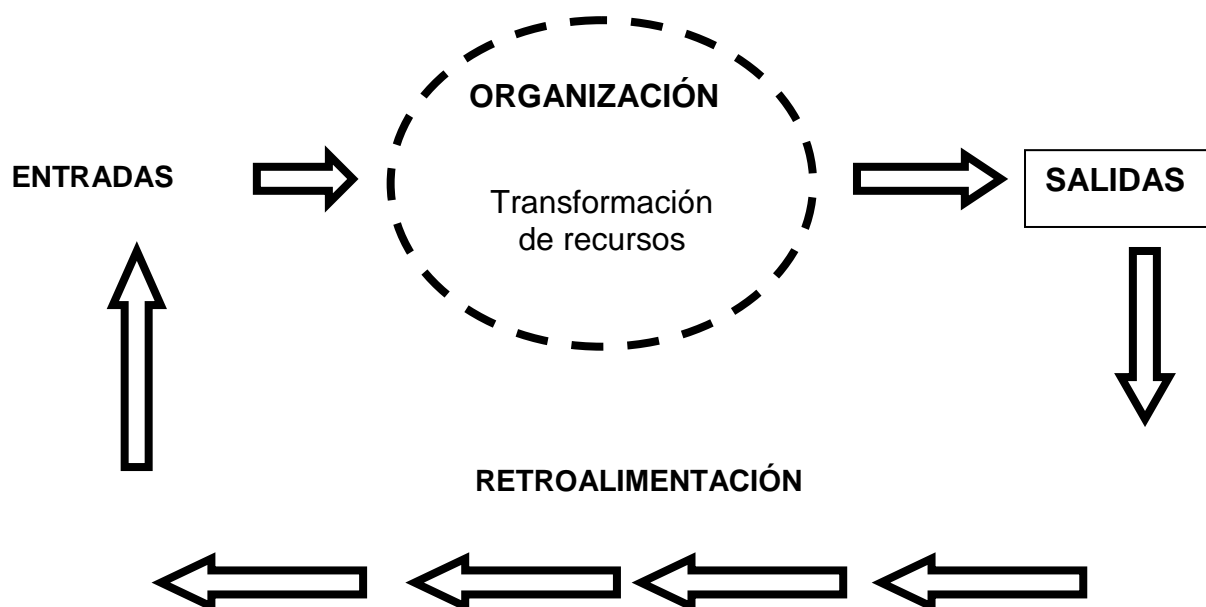 ORGANIZACIÓN
ENTRADAS
SALIDAS
Transformación
de recursos
RETROALIMENTACIÓN